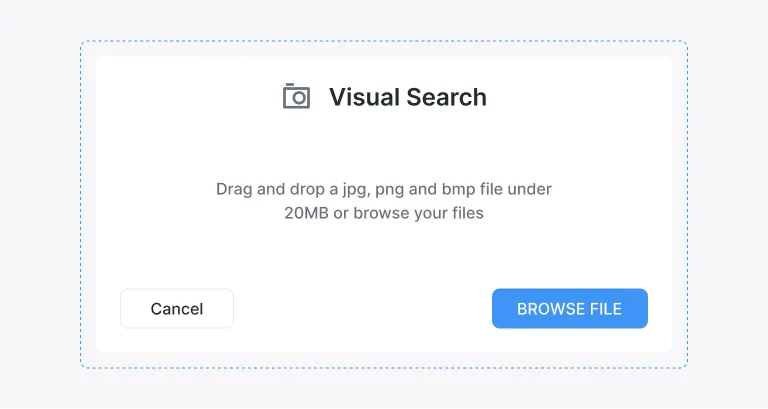 Visual Search
Drag and drop a jpg, png and bmp file under
20MB or browse your files
Cancel
BROWSE FILE